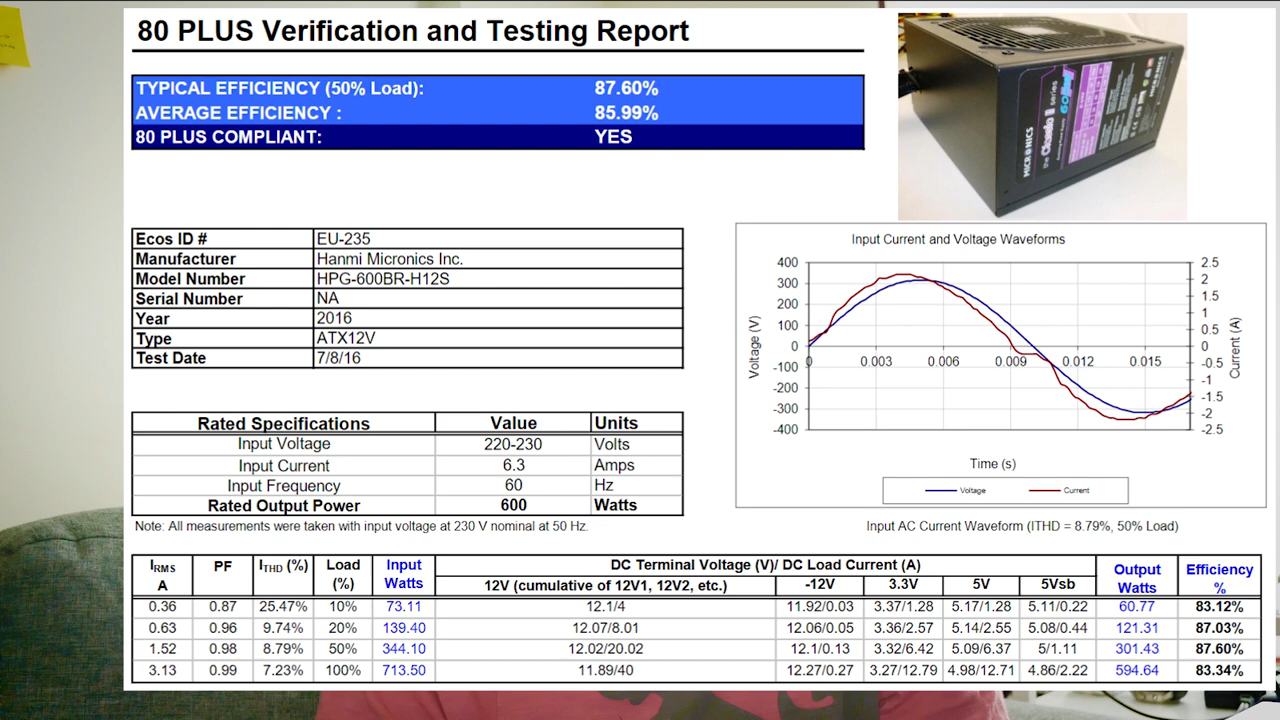 80 PLUS Verification and Testing Report
TYPICAL EFFICIENCY (50% Load): 87.60%
AVERAGE EFFICIENCY : 85.99%
80 PLUS COMPLIANT: YES
MICRONICS
the Classic II series
600W
MICRONICS
Ecos ID # EU-235
Manufacturer Hanmi Micronics Inc.
Model Number HPG-600BR-H12S
Serial Number NA
Year 2016
Type ATX12V
Test Date 7/8/16
Input Current and Voltage Waveforms
400 2.5
300 2
200 1.5
100 1
0.5
0 0
0 0.003 0.006 0.009 0.012 0.015 -0.5
-100
-200 -1
-1.5
-300 -2
-400 -2.5
Voltage (V)
Current (A)
Time (s)
Voltage Current
Input AC Current Waveform (ITHD = 8.79%, 50% Load)
Rated Specifications Value Units
Input Voltage 220-230 Volts
Input Current 6.3 Amps
Input Frequency 60 Hz
Rated Output Power 600 Watts
Note: All measurements were taken with input voltage at 230 V nominal at 50 Hz.
IRMS A PF ITHD (%) Load (%) Input Watts DC Terminal Voltage (V)/ DC Load Current (A) Output Watts Efficiency %
12V (cumulative of 12V1, 12V2, etc.) -12V 3.3V 5V 5Vsb
0.36 0.87 25.47% 10% 73.11 12.1/4 11.92/0.03 3.37/1.28 5.17/1.28 5.11/0.22 60.77 83.12%
0.63 0.96 9.74% 20% 139.40 12.07/8.01 12.06/0.05 3.36/2.57 5.14/2.55 5.08/0.44 121.31 87.03%
1.52 0.98 8.79% 50% 344.10 12.02/20.02 12.1/0.13 3.32/6.42 5.09/6.37 5/1.11 301.43 87.60%
3.13 0.99 7.23% 100% 713.50 11.89/40 12.27/0.27 3.27/12.79 4.98/12.71 4.86/2.22 594.64 83.34%